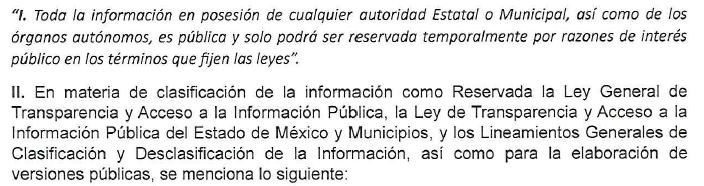 “I. Toda la información en posesión de cualquier autoridad Estatal o Municipal, así como de los
órganos autónomos, es pública y solo podrá ser reservada temporalmente por razones de interés
público en los términos que fijen las leyes”.
II. En materia de clasificación de la información como Reservada la Ley General de
Transparencia y Acceso a la Información Pública, la Ley de Transparencia y Acceso a la
Información Pública del Estado de México y Municipios, y los Lineamientos Generales de
Clasificación y Desclasificación de la Información, así como para la elaboración de
versiones públicas, se menciona lo siguiente: